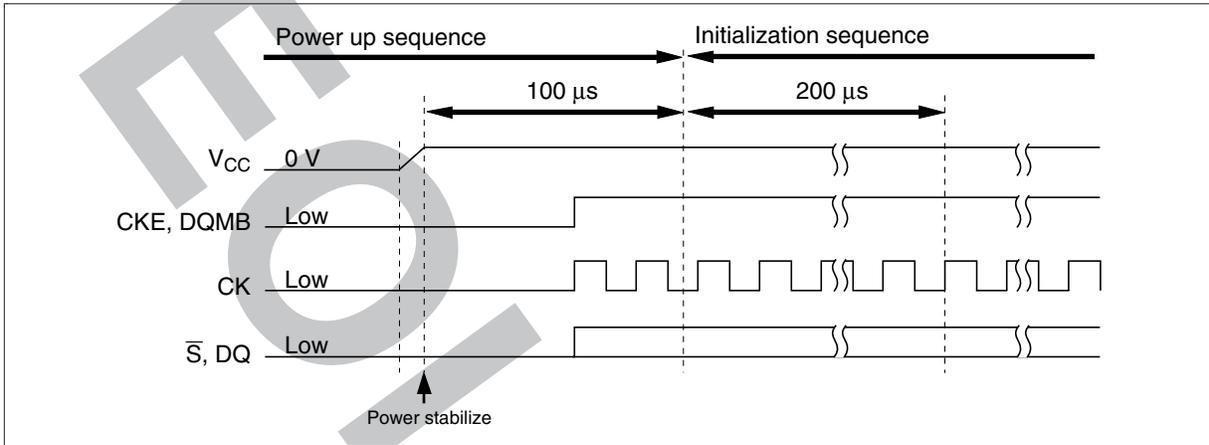 Power up sequence
Initialization sequence
100 μs
200 μs
VCC 0 V
CKE, DQMB Low
CK Low
S̅, DQ Low
Power stabilize
EOL